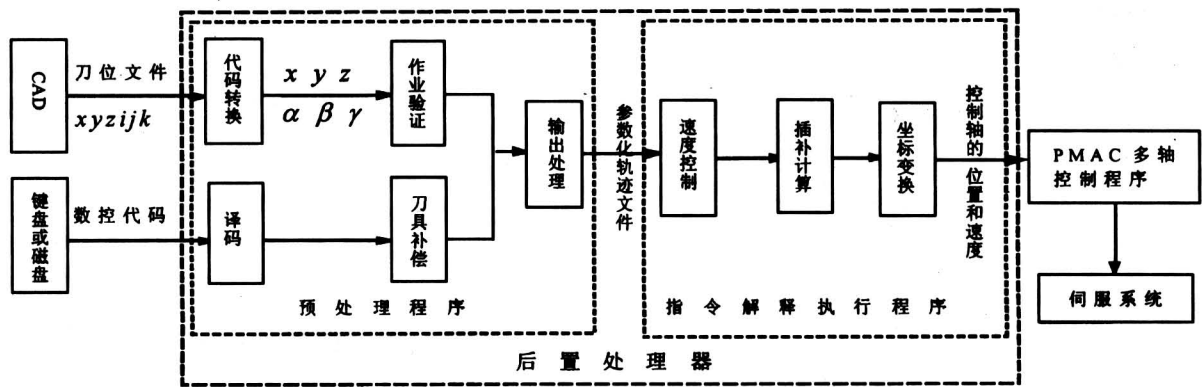 CAD
刀位文件
xyzijk
代码转换
x y z
α β γ
作业验证
键盘或磁盘
数控代码
译码
刀具补偿
输出处理
预处理程序
参数化轨迹文件
速度控制
插补计算
坐标变换
指令解释执行程序
控制轴的
位置和速度
PMAC 多轴
控制程序
伺服系统
后置处理器